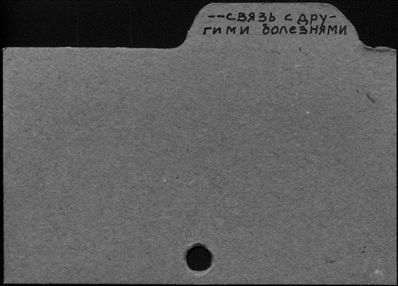 --связь с дру-
гими болезнями